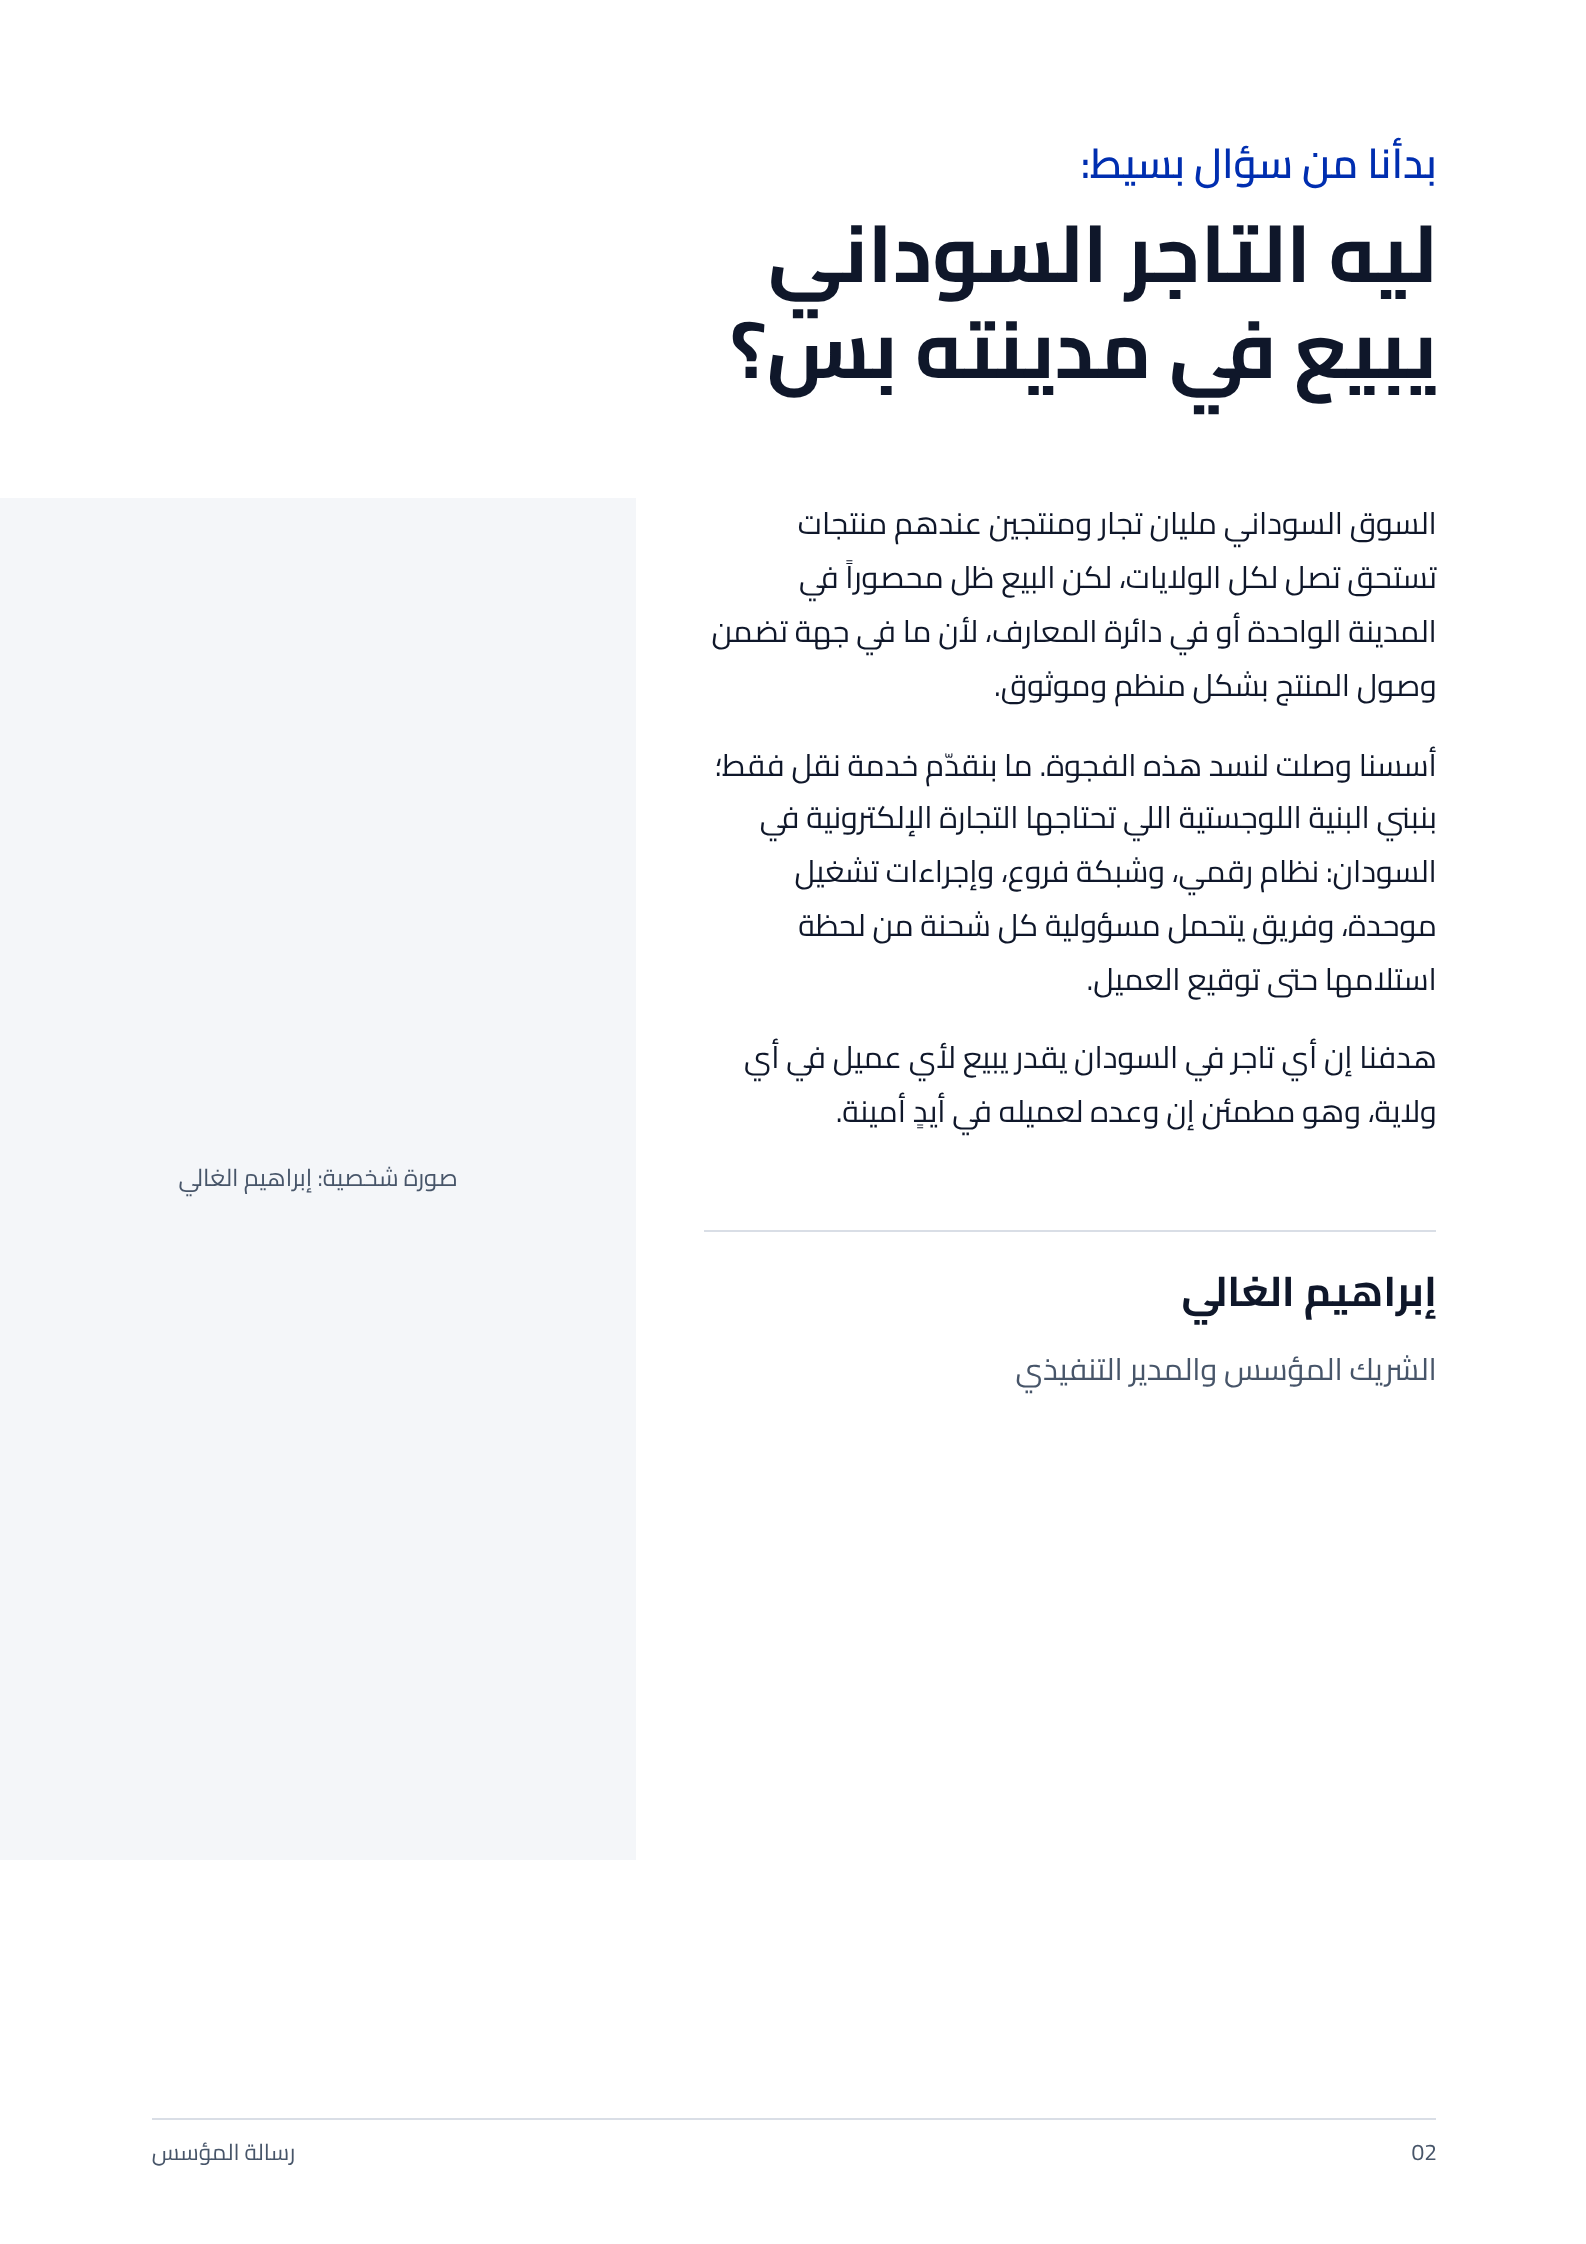 بدأنا من سؤال بسيط:
ليه التاجر السوداني
يبيع في مدينته بس؟
السوق السوداني مليان تجار ومنتجين عندهم منتجات
تستحق تصل لكل الولايات، لكن البيع ظل محصوراً في
المدينة الواحدة أو في دائرة المعارف، لأن ما في جهة تضمن
وصول المنتج بشكل منظم وموثوق.
أسسنا وصلت لنسد هذه الفجوة. ما بنقدّم خدمة نقل فقط؛
بنبني البنية اللوجستية اللي تحتاجها التجارة الإلكترونية في
السودان: نظام رقمي، وشبكة فروع، وإجراءات تشغيل
موحدة، وفريق يتحمل مسؤولية كل شحنة من لحظة
استلامها حتى توقيع العميل.
هدفنا إن أي تاجر في السودان يقدر يبيع لأي عميل في أي
ولاية، وهو مطمئن إن وعده لعميله في أيدٍ أمينة.
صورة شخصية: إبراهيم الغالي
إبراهيم الغالي
الشريك المؤسس والمدير التنفيذي
02
رسالة المؤسس